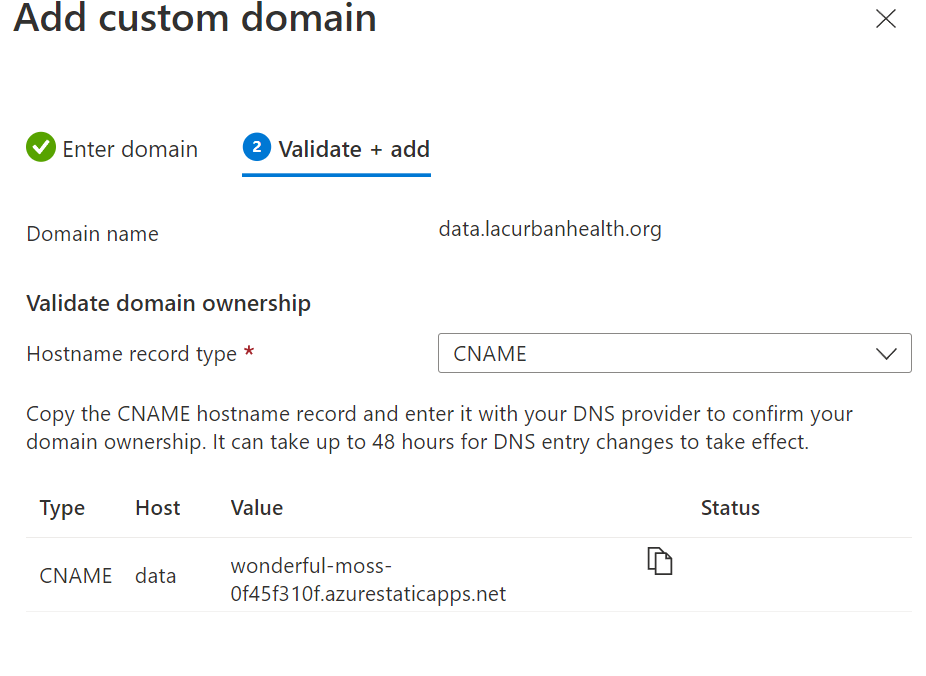 Add custom domain
Enter domain
2 Validate + add
Domain name
data.lacurbanhealth.org
Validate domain ownership
Hostname record type *
CNAME
Copy the CNAME hostname record and enter it with your DNS provider to confirm your
domain ownership. It can take up to 48 hours for DNS entry changes to take effect.
Type Host Value Status
CNAME data wonderful-moss-
0f45f310f.azurestaticapps.net